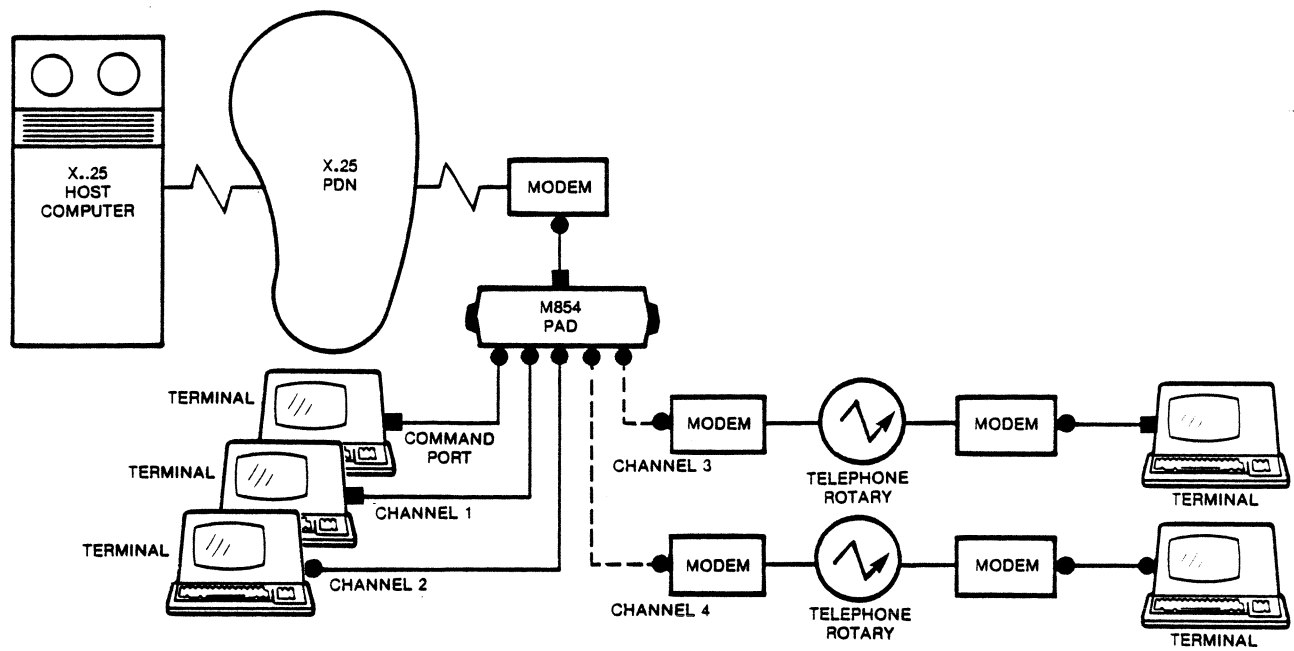 X..25
HOST
COMPUTER
X.25
PDN
MODEM
M854
PAD
TERMINAL
COMMAND
PORT
TERMINAL
CHANNEL 1
TERMINAL
CHANNEL 2
MODEM
CHANNEL 3
TELEPHONE
ROTARY
MODEM
TERMINAL
MODEM
CHANNEL 4
TELEPHONE
ROTARY
MODEM
TERMINAL